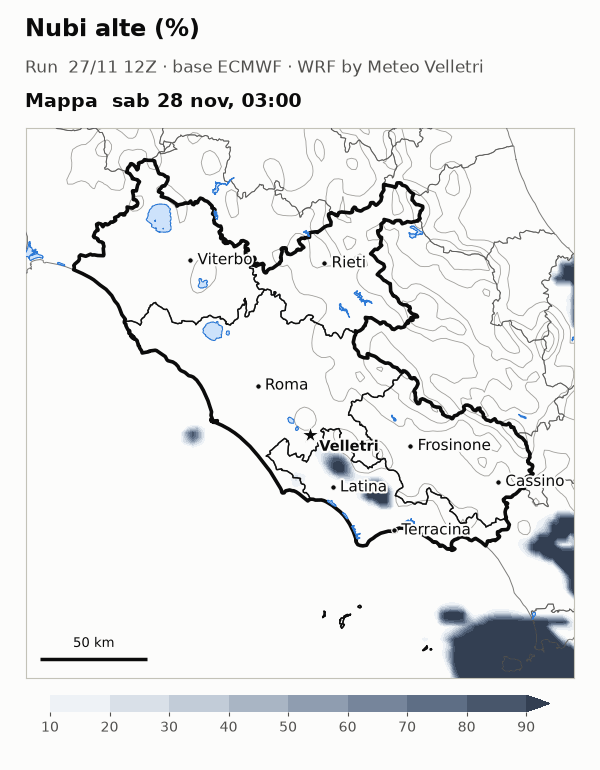 Nubi alte (%)
Run  27/11 12Z · base ECMWF · WRF by Meteo Velletri
Mappa  sab 28 nov, 03:00
Viterbo
Rieti
Roma
Velletri
Frosinone
Latina
Cassino
Terracina
50 km
10 20 30 40 50 60 70 80 90